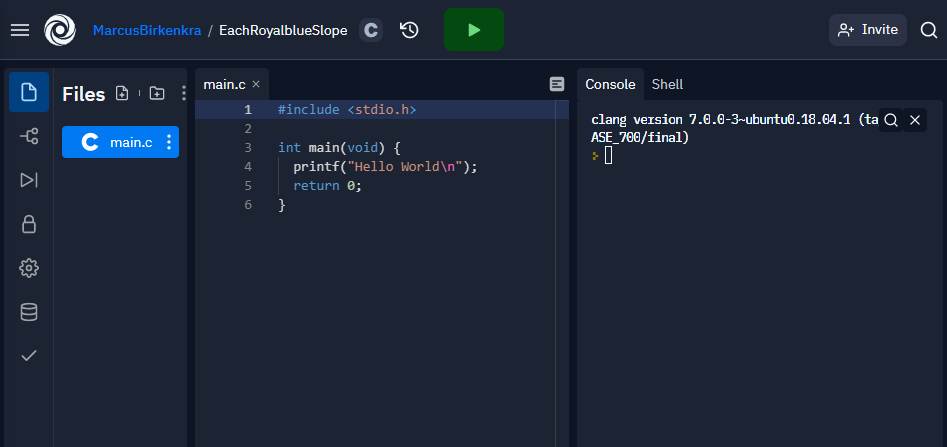 MarcusBirkenkra / EachRoyalblueSlope C
Invite
Files
C main.c
main.c ×
1 #include <stdio.h>
2
3 int main(void) {
4 printf("Hello World\n");
5 return 0;
6 }
Console Shell
clang version 7.0.0-3~ubuntu0.18.04.1 (ta
ASE_700/final)
>